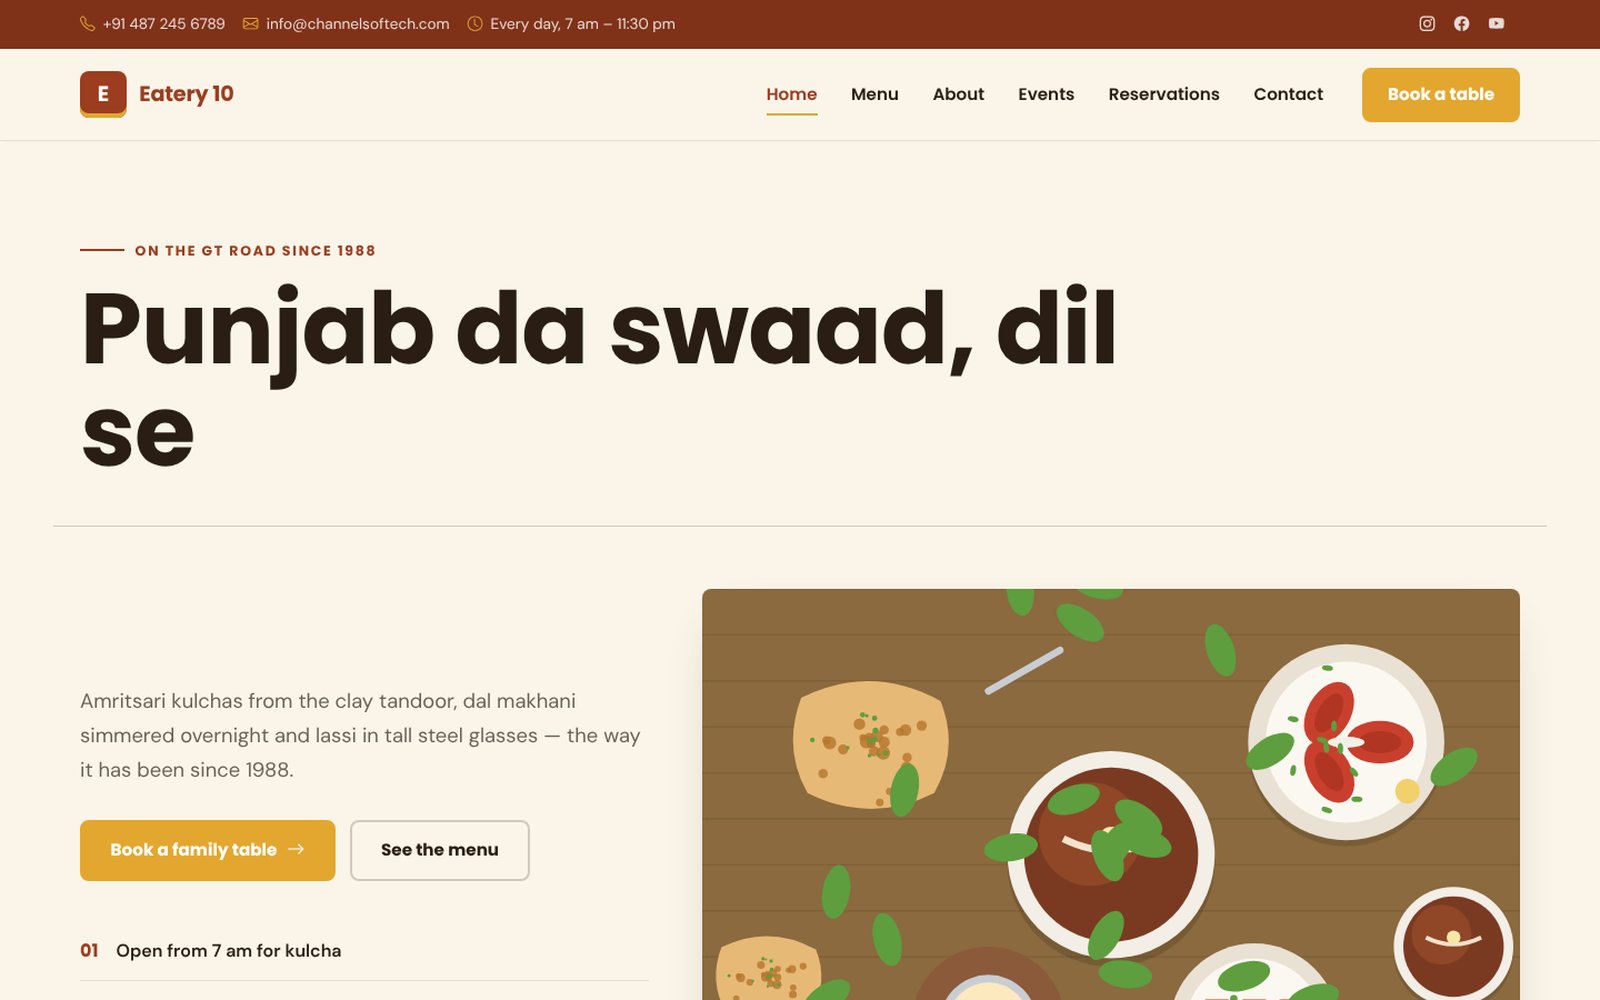 +91 487 245 6789 info@channelsoftech.com Every day, 7 am – 11:30 pm
E Eatery 10 Home Menu About Events Reservations Contact Book a table
ON THE GT ROAD SINCE 1988
Punjab da swaad, dil
se
Amritsari kulchas from the clay tandoor, dal makhani
simmered overnight and lassi in tall steel glasses — the way
it has been since 1988.
Book a family table → See the menu
01 Open from 7 am for kulcha